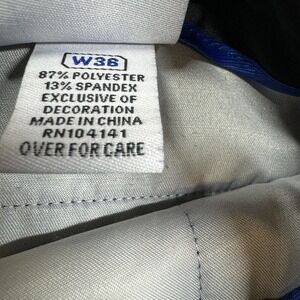 W36
87% POLYESTER
13% SPANDEX
EXCLUSIVE OF
DECORATION
MADE IN CHINA
RN104141
OVER FOR CARE